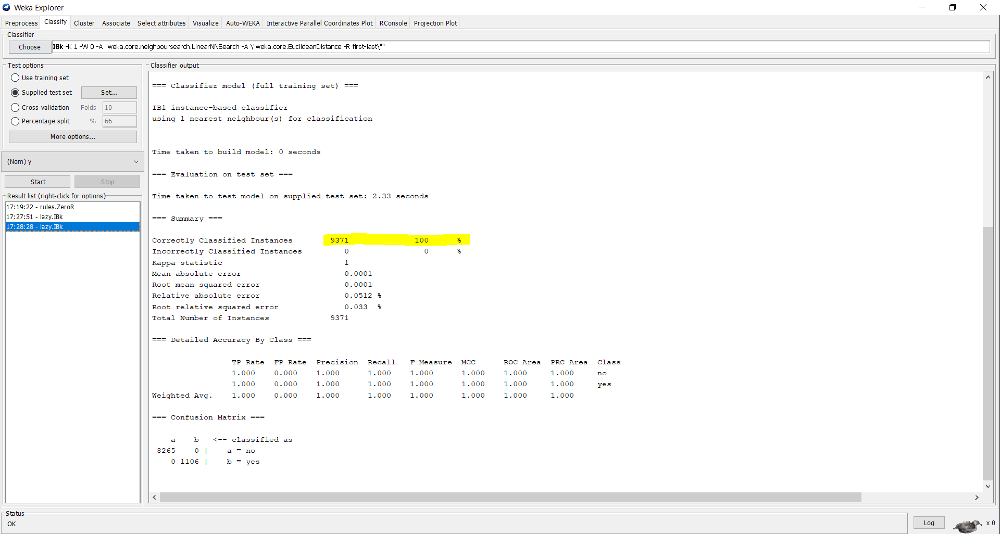 Weka Explorer
Preprocess Classify Cluster Associate Select attributes Visualize Auto-WEKA Interactive Parallel Coordinates Plot RConsole Projection Plot
Classifier
Choose IBk -K 1 -W 0 -A "weka.core.neighboursearch.LinearNNSearch -A \"weka.core.EuclideanDistance -R first-last\""
Test options
Use training set
Supplied test set Set...
Cross-validation Folds 10
Percentage split % 66
More options...
(Nom) y
Start Stop
Result list (right-click for options)
17:19:22 - rules.ZeroR
17:27:51 - lazy.IBk
17:28:28 - lazy.IBk
Classifier output
=== Classifier model (full training set) ===
IB1 instance-based classifier
using 1 nearest neighbour(s) for classification
Time taken to build model: 0 seconds
=== Evaluation on test set ===
Time taken to test model on supplied test set: 2.33 seconds
=== Summary ===
Correctly Classified Instances 9371 100 %
Incorrectly Classified Instances 0 0 %
Kappa statistic 1
Mean absolute error 0.0001
Root mean squared error 0.0001
Relative absolute error 0.0512 %
Root relative squared error 0.033 %
Total Number of Instances 9371
=== Detailed Accuracy By Class ===
TP Rate FP Rate Precision Recall F-Measure MCC ROC Area PRC Area Class
1.000 0.000 1.000 1.000 1.000 1.000 1.000 1.000 no
1.000 0.000 1.000 1.000 1.000 1.000 1.000 1.000 yes
Weighted Avg. 1.000 0.000 1.000 1.000 1.000 1.000 1.000 1.000
=== Confusion Matrix ===
a b <-- classified as
8265 0 | a = no
0 1106 | b = yes
Status
OK
Log x 0